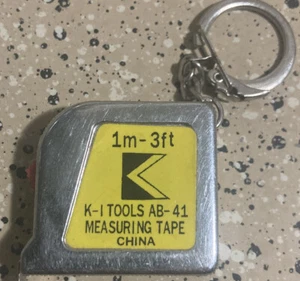 1m-3ft
K-I TOOLS AB-41
MEASURING TAPE
CHINA